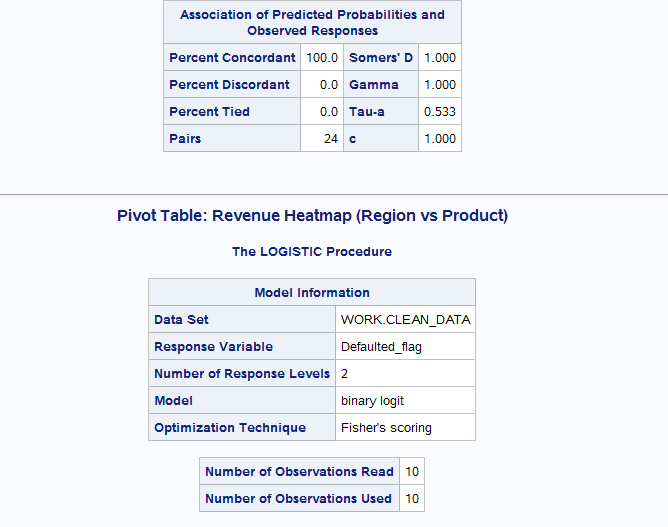 Association of Predicted Probabilities and
Observed Responses
Percent Concordant 100.0 Somers' D 1.000
Percent Discordant 0.0 Gamma 1.000
Percent Tied 0.0 Tau-a 0.533
Pairs 24 c 1.000
Pivot Table: Revenue Heatmap (Region vs Product)
The LOGISTIC Procedure
Model Information
Data Set WORK.CLEAN_DATA
Response Variable Defaulted_flag
Number of Response Levels 2
Model binary logit
Optimization Technique Fisher's scoring
Number of Observations Read 10
Number of Observations Used 10